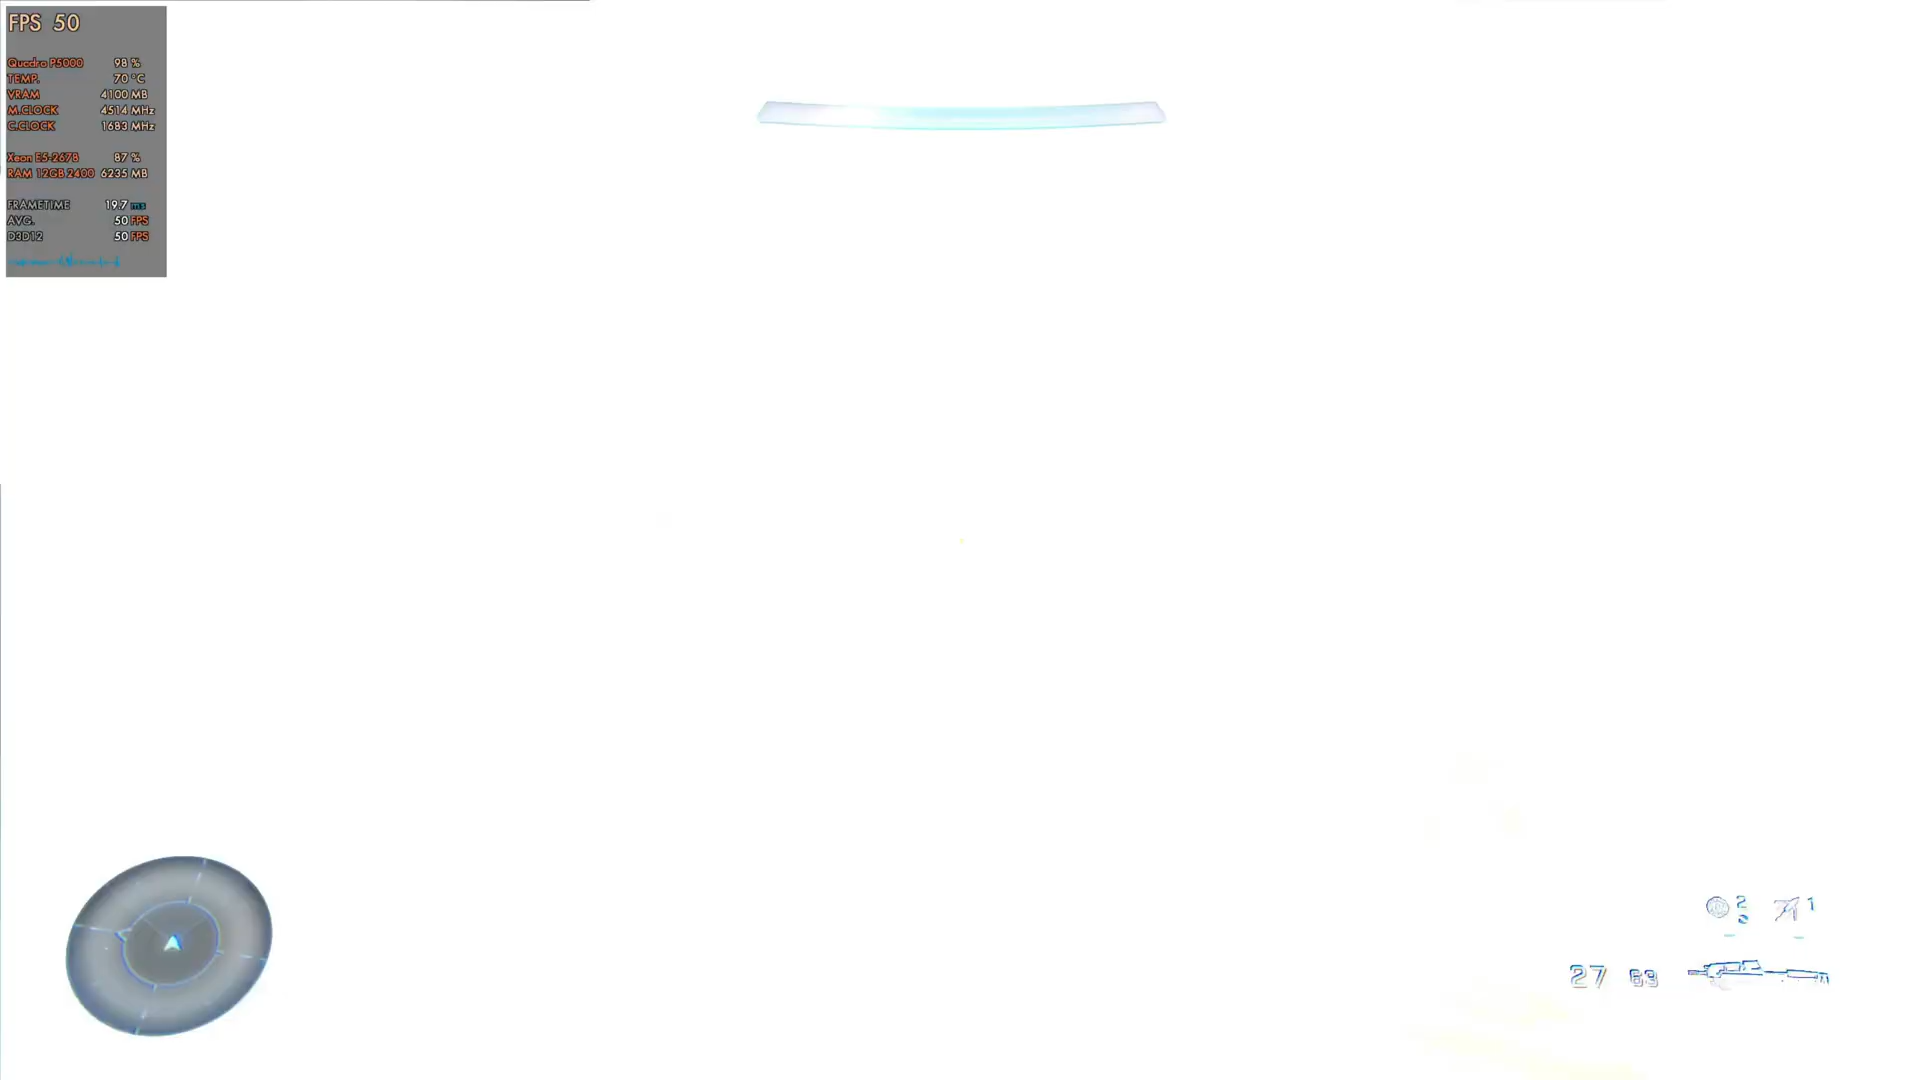 FPS 50
Quadro P5000 98 %
TEMP. 70 °C
VRAM 4100 MB
M.CLOCK 4514 MHz
C.CLOCK 1683 MHz
Xeon E5-267B 87 %
RAM 12GB 2400 6235 MB
FRAMETIME 19.7 ms
AVG. 50 FPS
D3D12 50 FPS
2 1
27 63